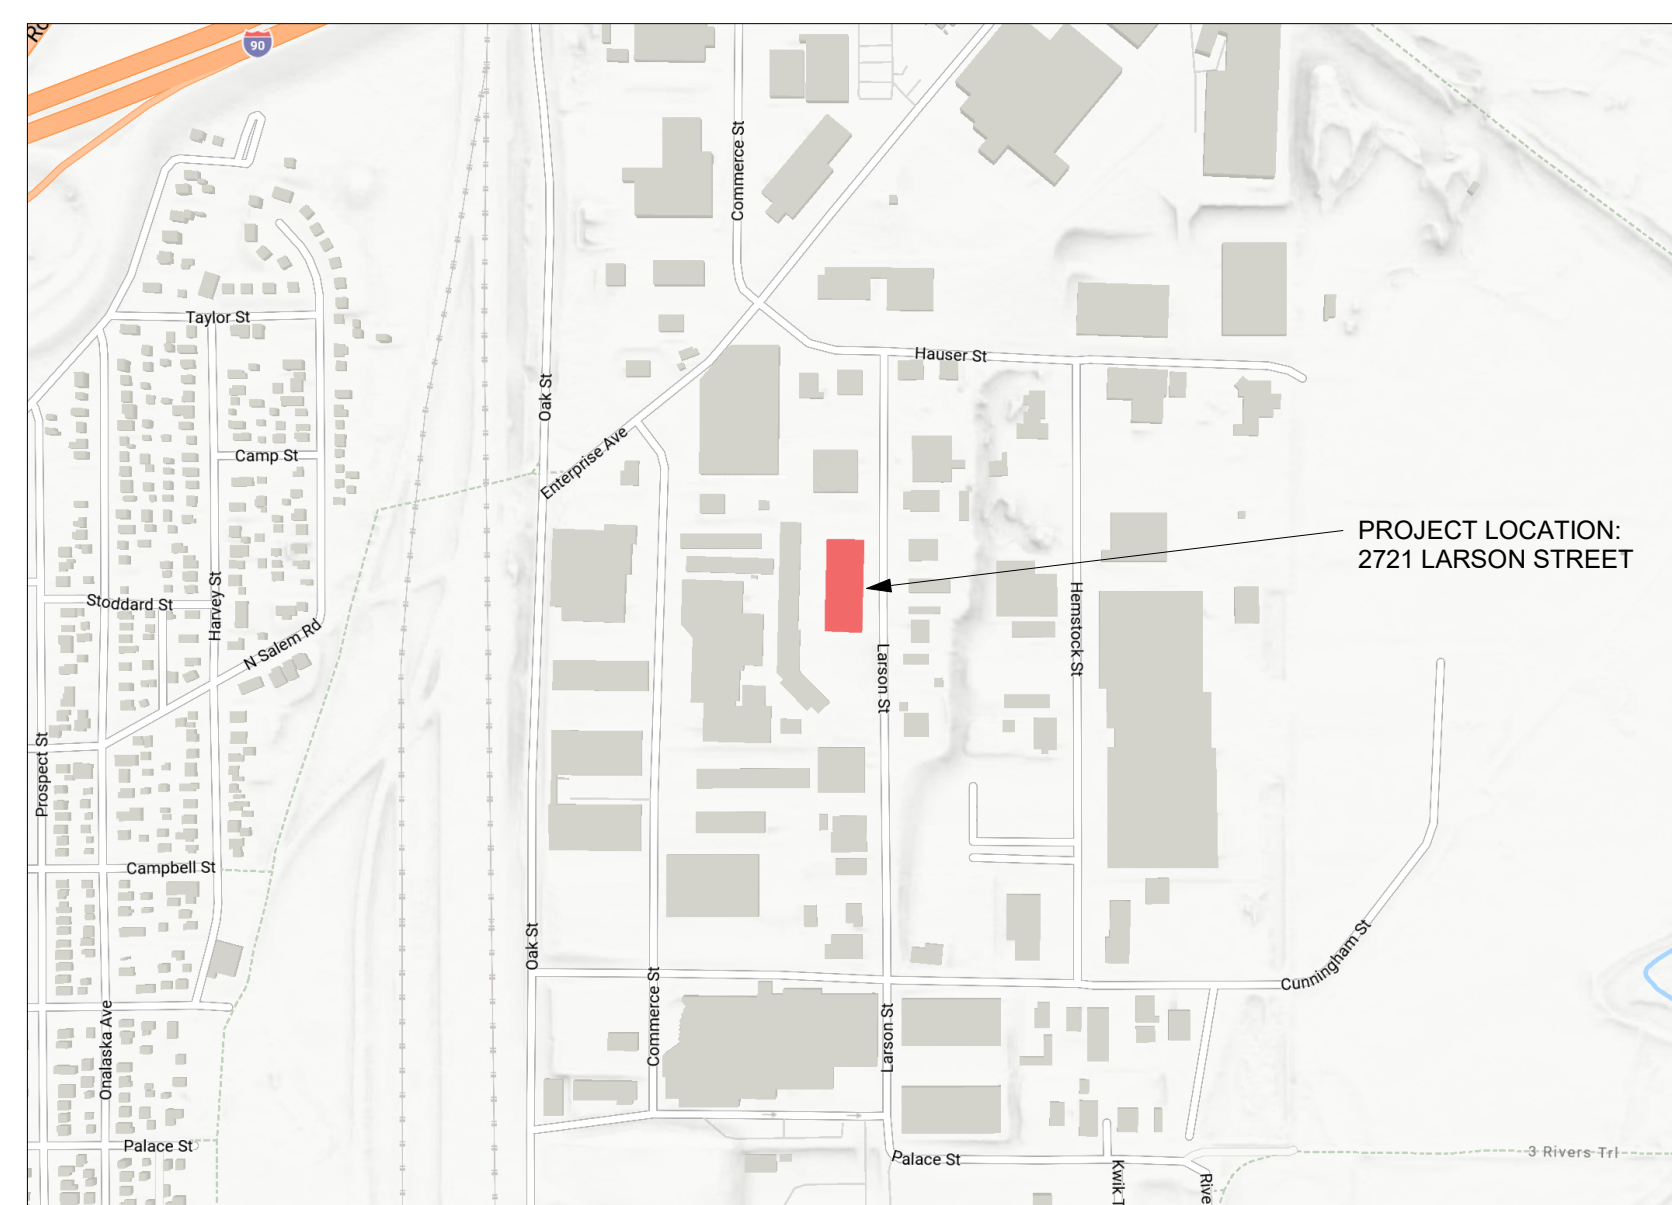 90
Commerce St
Taylor St
Hauser St
Oak St
Enterprise Ave
Camp St
PROJECT LOCATION:
2721 LARSON STREET
Stoddard St
Harvey St
N Salem Rd
Hemstock St
Larson St
Prospect St
Campbell St
Oak St
Cunningham St
Commerce St
Larson St
Onalaska Ave
Palace St
Palace St
3 Rivers Trl
Kwik T
Rive